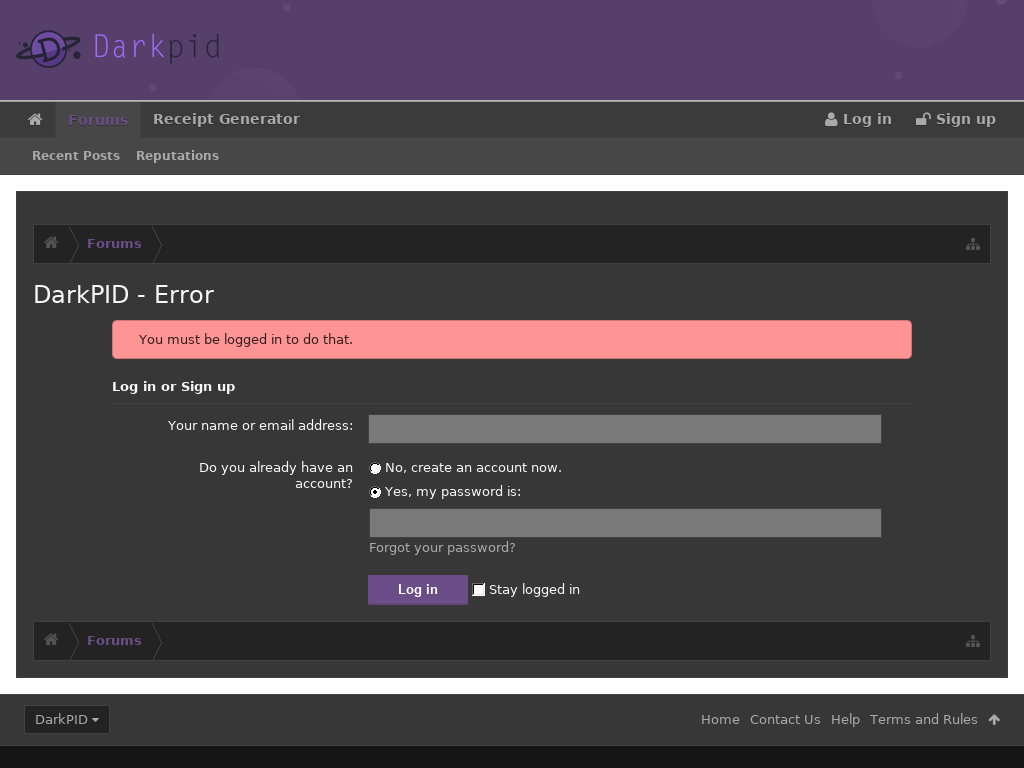 Darkpid
Forums
Receipt Generator
Log in
Sign up
Recent Posts
Reputations
Forums
DarkPID - Error
You must be logged in to do that.
Log in or Sign up
Your name or email address:
Do you already have an
account?
No, create an account now.
Yes, my password is:
Forgot your password?
Log in
Stay logged in
Forums
DarkPID
Home
Contact Us
Help
Terms and Rules